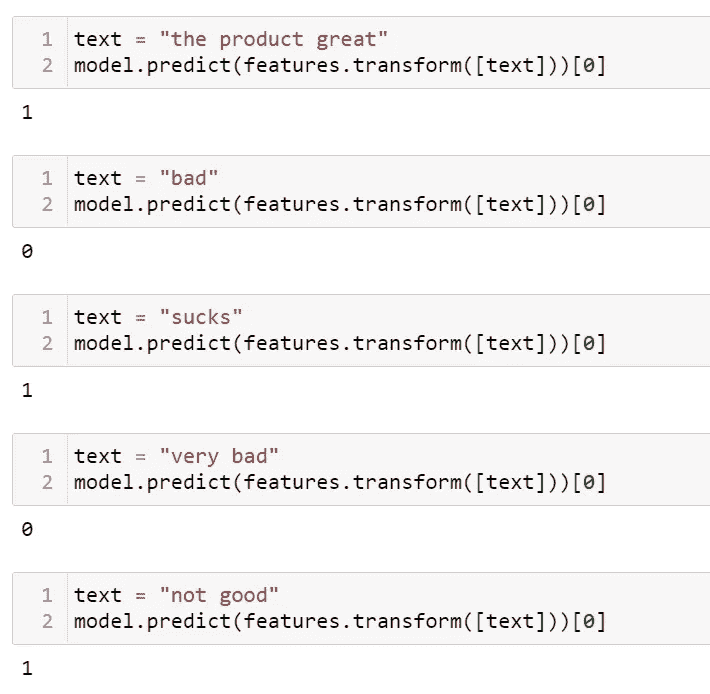 1 text = "the product great"
2 model.predict(features.transform([text]))[0]
1
1 text = "bad"
2 model.predict(features.transform([text]))[0]
0
1 text = "sucks"
2 model.predict(features.transform([text]))[0]
1
1 text = "very bad"
2 model.predict(features.transform([text]))[0]
0
1 text = "not good"
2 model.predict(features.transform([text]))[0]
1